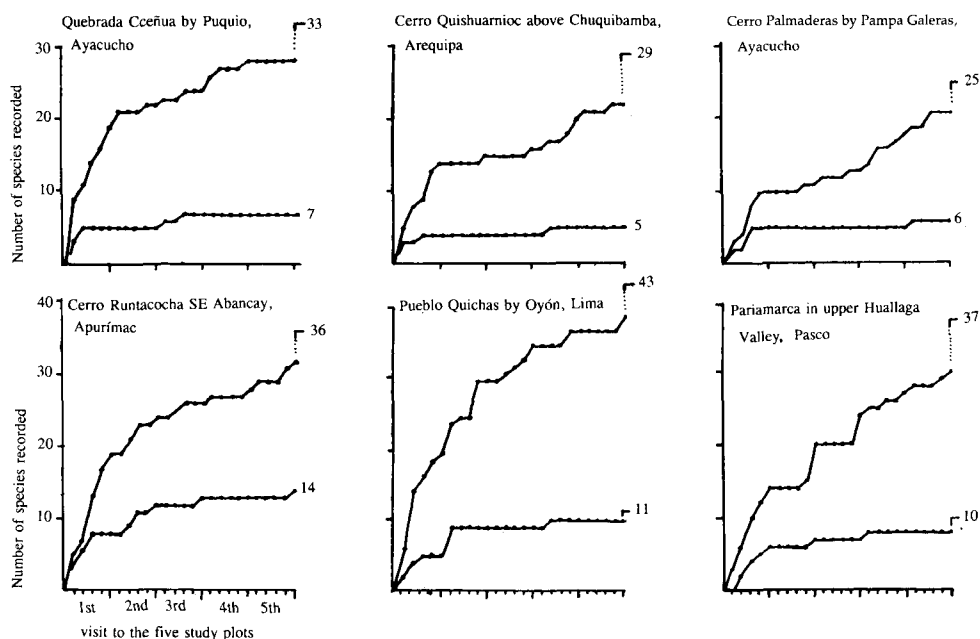 Quebrada Cceñua by Puquio,
Ayacucho
33
30
20
10
7
Number of species recorded
Cerro Quishuarnioc above Chuquibamba,
Arequipa
29
5
Cerro Palmaderas by Pampa Galeras,
Ayacucho
25
6
Cerro Runtacocha SE Abancay,
Apurímac
40
36
30
20
14
10
Number of species recorded
1st 2nd 3rd 4th 5th
visit to the five study plots
Pueblo Quichas by Oyón, Lima
43
11
Pariamarca in upper Huallaga
Valley, Pasco
37
10